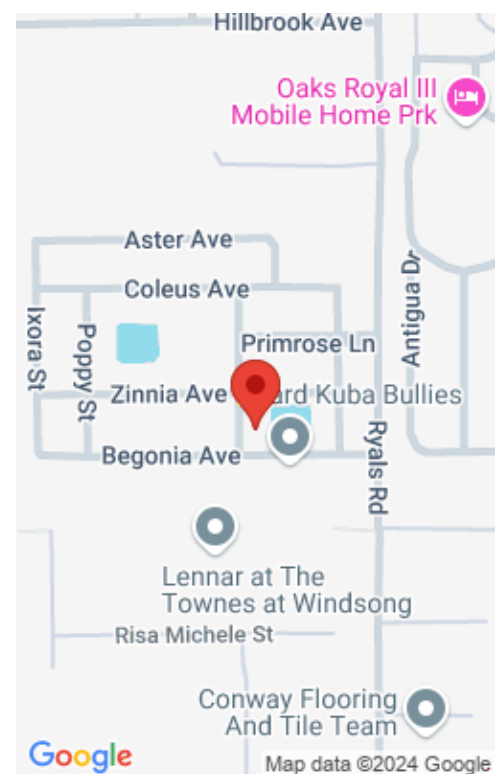 Hillbrook Ave
Oaks Royal III
Mobile Home Prk
Aster Ave
Coleus Ave
Ixora St
Poppy St
Antigua Dr
Primrose Ln
Zinnia Ave
ard Kuba Bullies
Begonia Ave
Ryals Rd
Lennar at The
Townes at Windsong
Risa Michele St
Conway Flooring
And Tile Team
Google
Map data ©2024 Google